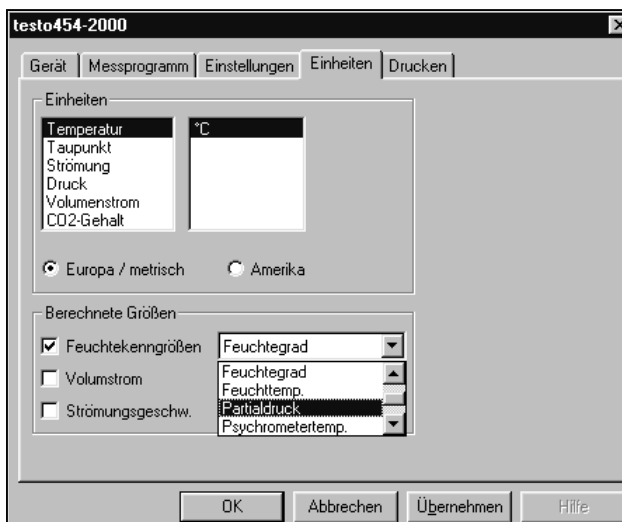 testo454-2000
Gerät Messprogramm Einstellungen Einheiten Drucken
Einheiten
Temperatur °C
Taupunkt
Strömung
Druck
Volumenstrom
CO2-Gehalt
Europa / metrisch Amerika
Berechnete Größen
Feuchtekenngrößen Feuchtegrad
Feuchtegrad
Volumstrom Feuchttemp.
Partialdruck
Strömungsgeschw. Psychrometertemp.
OK Abbrechen Übernehmen Hilfe